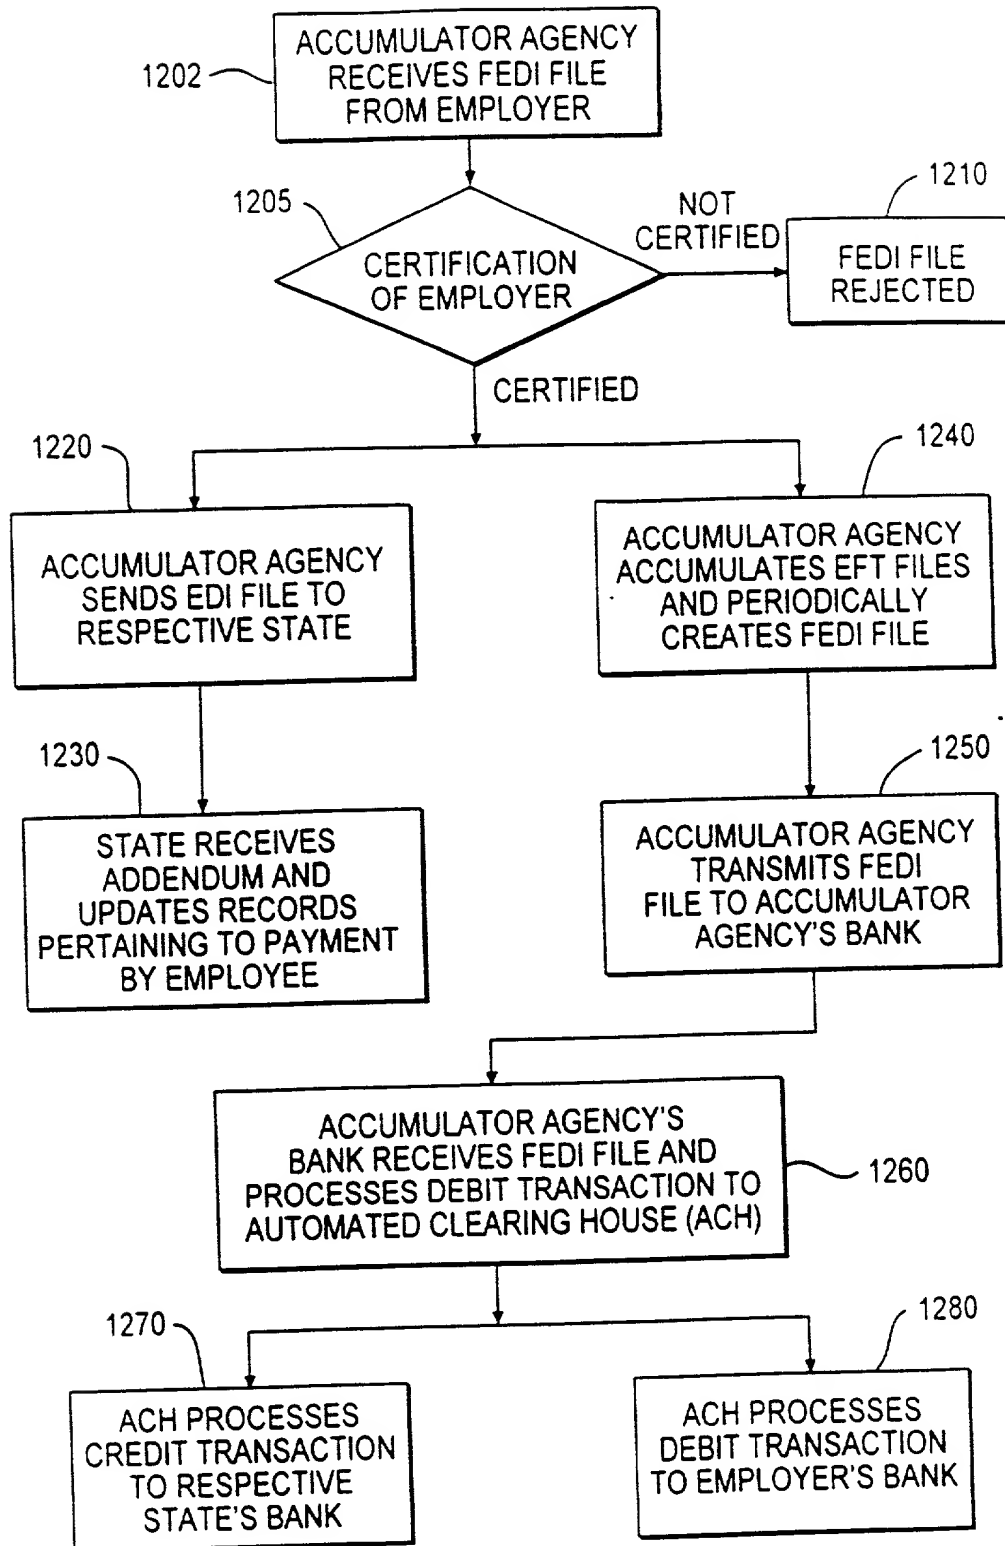 1202
ACCUMULATOR AGENCY
RECEIVES FEDI FILE
FROM EMPLOYER
1205
CERTIFICATION
OF EMPLOYER
NOT
CERTIFIED
1210
FEDI FILE
REJECTED
CERTIFIED
1220
ACCUMULATOR AGENCY
SENDS EDI FILE TO
RESPECTIVE STATE
1240
ACCUMULATOR AGENCY
ACCUMULATES EFT FILES
AND PERIODICALLY
CREATES FEDI FILE
1230
STATE RECEIVES
ADDENDUM AND
UPDATES RECORDS
PERTAINING TO PAYMENT
BY EMPLOYEE
1250
ACCUMULATOR AGENCY
TRANSMITS FEDI
FILE TO ACCUMULATOR
AGENCY'S BANK
ACCUMULATOR AGENCY'S
BANK RECEIVES FEDI FILE AND
PROCESSES DEBIT TRANSACTION TO
AUTOMATED CLEARING HOUSE (ACH)
1260
1270
ACH PROCESSES
CREDIT TRANSACTION
TO RESPECTIVE
STATE'S BANK
1280
ACH PROCESSES
DEBIT TRANSACTION
TO EMPLOYER'S BANK